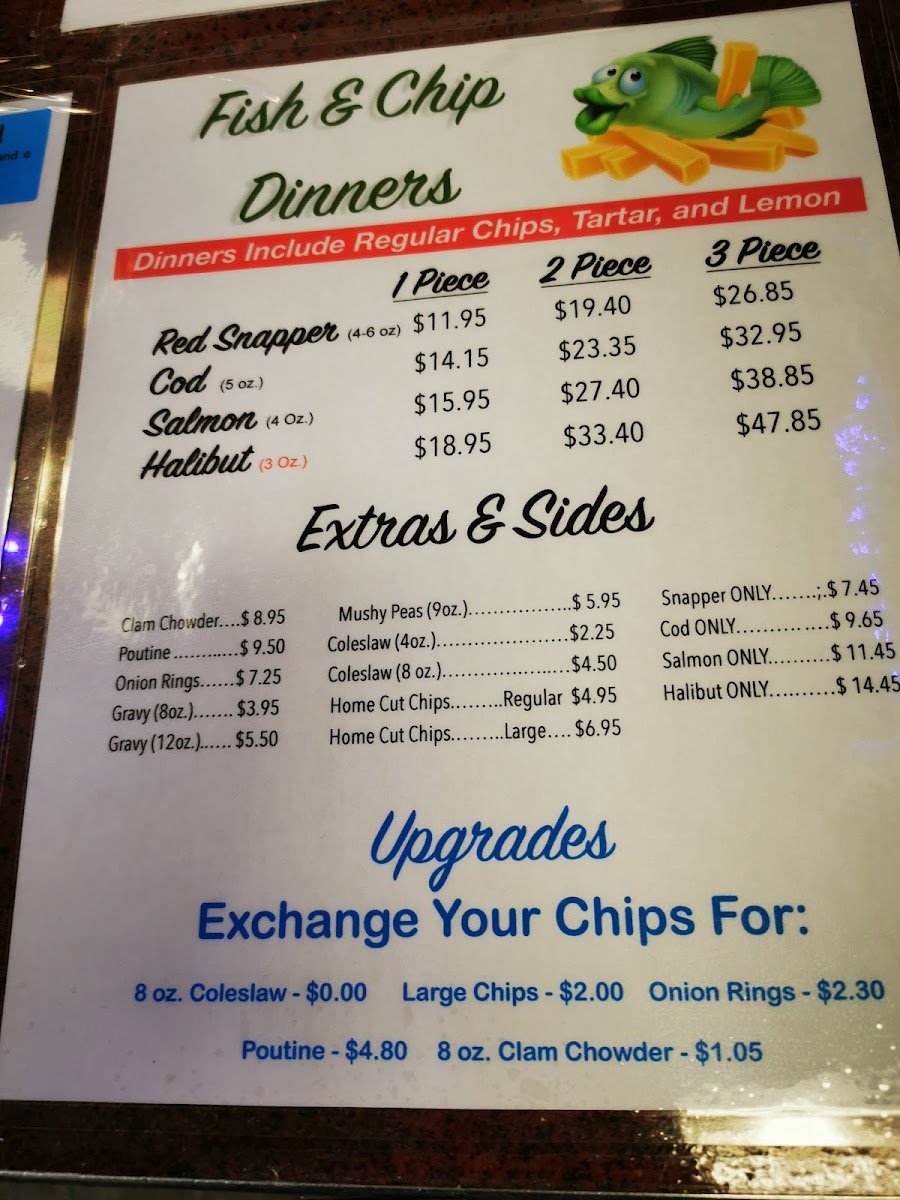 and a
Fish & Chip
Dinners
Dinners Include Regular Chips, Tartar, and Lemon
1 Piece 2 Piece 3 Piece
Red Snapper (4-6 oz) $11.95 $19.40 $26.85
Cod (5 oz.) $14.15 $23.35 $32.95
Salmon (4 Oz.) $15.95 $27.40 $38.85
Halibut (3 Oz.) $18.95 $33.40 $47.85
Extras & Sides
Clam Chowder....$ 8.95
Poutine...........$ 9.50
Onion Rings......$ 7.25
Gravy (8oz.)....... $3.95
Gravy (12oz.)...... $5.50
Mushy Peas (9oz.)..................$ 5.95
Coleslaw (4oz.).......................$2.25
Coleslaw (8 oz.)......................$4.50
Home Cut Chips.........Regular $4.95
Home Cut Chips.........Large.... $6.95
Snapper ONLY.......;.$ 7.45
Cod ONLY................$ 9.65
Salmon ONLY..........$ 11.45
Halibut ONLY..........$ 14.45
Upgrades
Exchange Your Chips For:
8 oz. Coleslaw - $0.00 Large Chips - $2.00 Onion Rings - $2.30
Poutine - $4.80 8 oz. Clam Chowder - $1.05